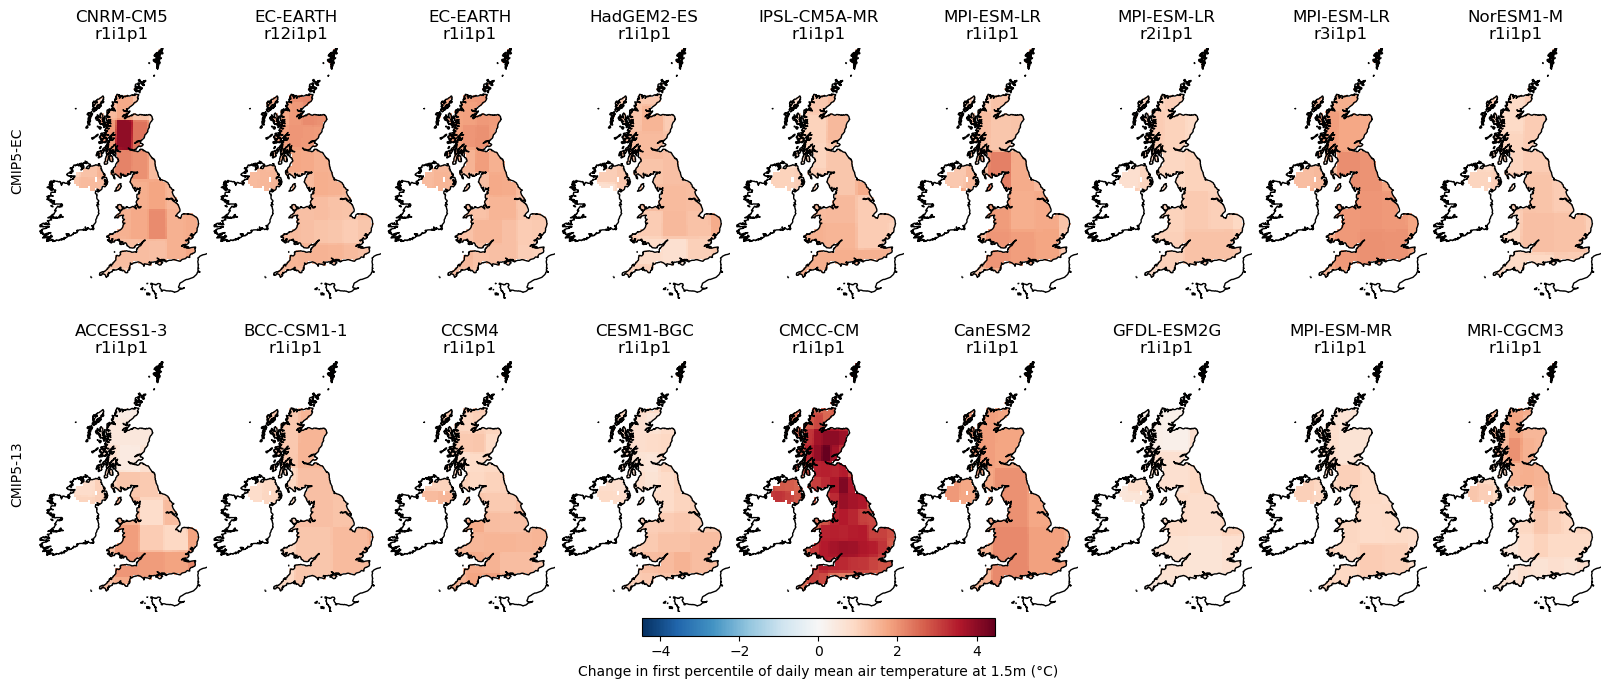 CNRM-CM5
r1i1p1
EC-EARTH
r12i1p1
EC-EARTH
r1i1p1
HadGEM2-ES
r1i1p1
IPSL-CM5A-MR
r1i1p1
MPI-ESM-LR
r1i1p1
MPI-ESM-LR
r2i1p1
MPI-ESM-LR
r3i1p1
NorESM1-M
r1i1p1
CMIP5-EC
ACCESS1-3
r1i1p1
BCC-CSM1-1
r1i1p1
CCSM4
r1i1p1
CESM1-BGC
r1i1p1
CMCC-CM
r1i1p1
CanESM2
r1i1p1
GFDL-ESM2G
r1i1p1
MPI-ESM-MR
r1i1p1
MRI-CGCM3
r1i1p1
CMIP5-13
−4 −2 0 2 4
Change in first percentile of daily mean air temperature at 1.5m (°C)